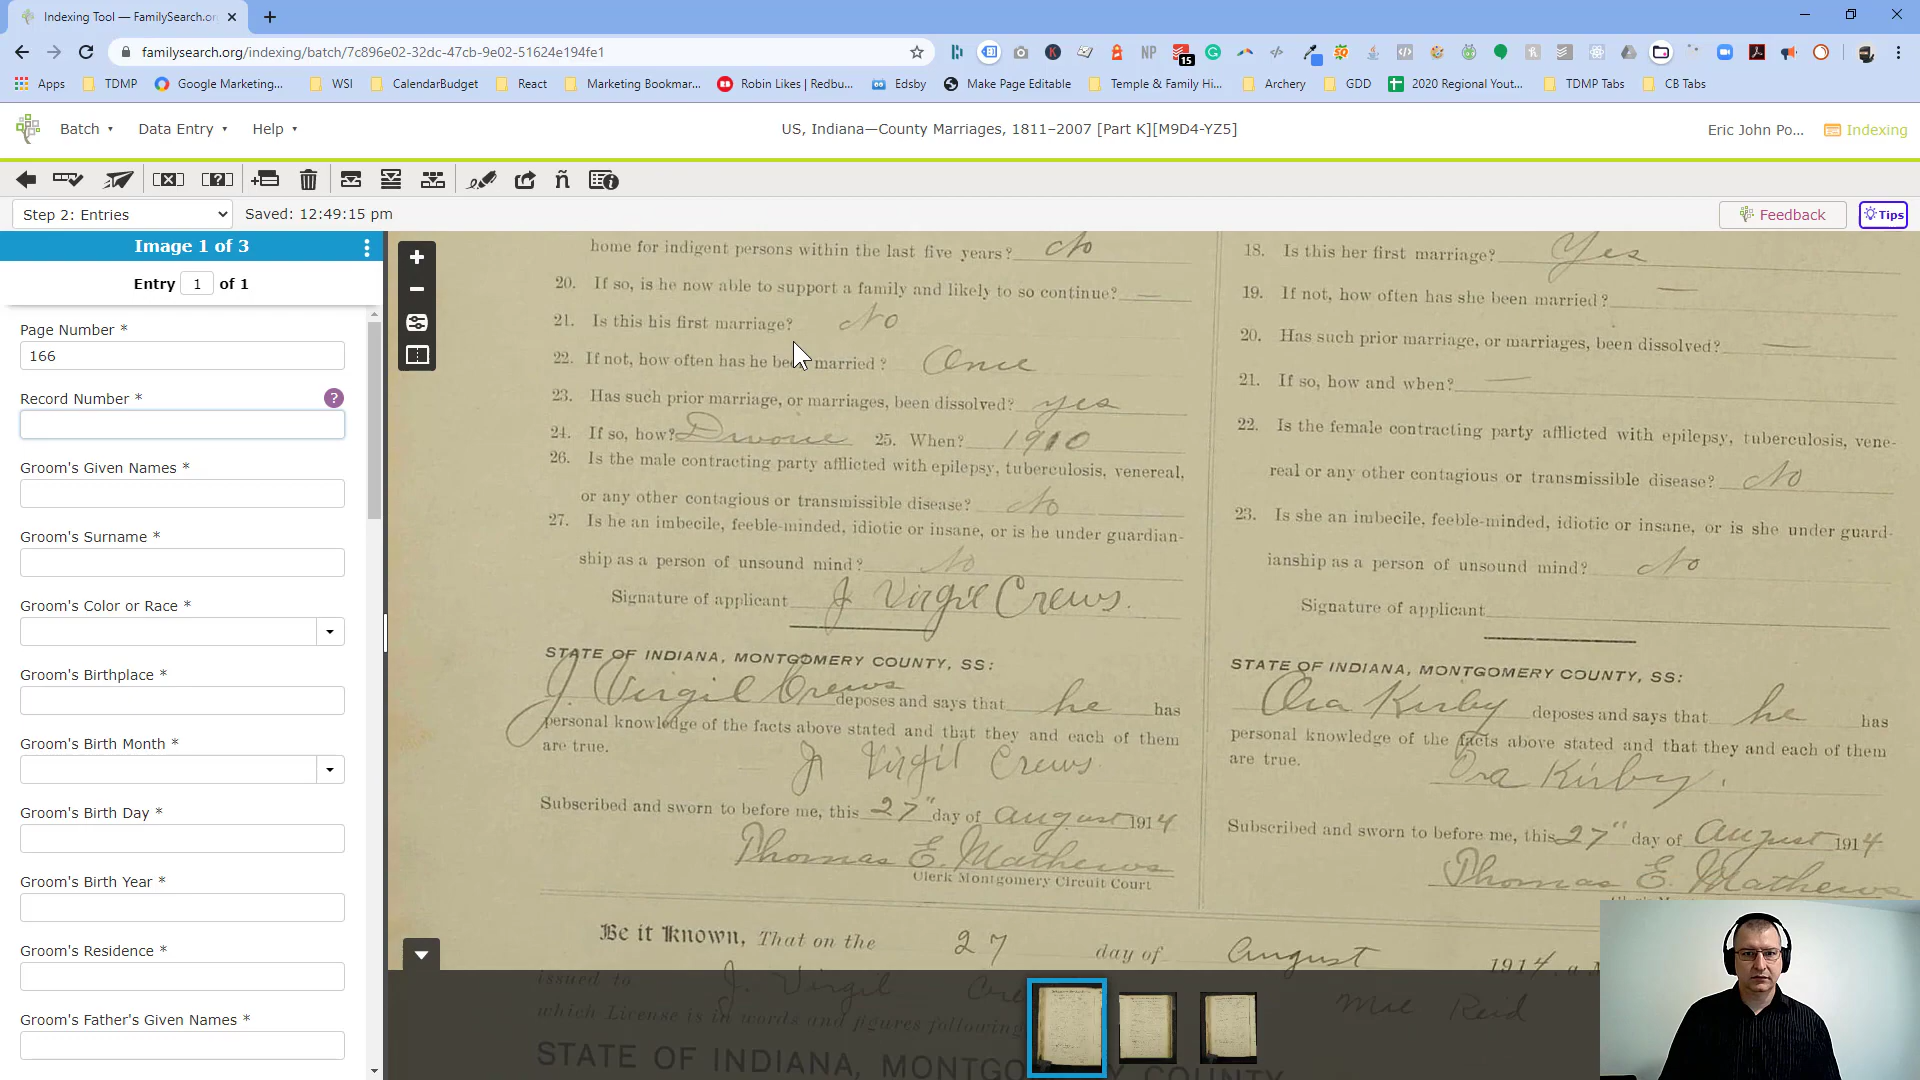 Indexing Tool — FamilySearch.or
familysearch.org/indexing/batch/7c896e02-32dc-47cb-9e02-51624e194fe1
NP
15
Apps
TDMP
Google Marketing...
WSI
CalendarBudget
React
Marketing Bookmar...
Robin Likes | Redbu...
Edsby
Make Page Editable
Temple & Family Hi...
Archery
GDD
2020 Regional Yout...
TDMP Tabs
CB Tabs
Batch
Data Entry
Help
US, Indiana—County Marriages, 1811–2007 [Part K][M9D4-YZ5]
Eric John Po...
Indexing
Step 2: Entries
Saved: 12:49:15 pm
Feedback
Tips
Image 1 of 3
Entry 1 of 1
Page Number *
166
Record Number *
Groom's Given Names *
Groom's Surname *
Groom's Color or Race *
Groom's Birthplace *
Groom's Birth Month *
Groom's Birth Day *
Groom's Birth Year *
Groom's Residence *
Groom's Father's Given Names *
home for indigent persons within the last five years? No
20. If so, is he now able to support a family and likely to so continue? —
21. Is this his first marriage? No
22. If not, how often has he been married? Once
23. Has such prior marriage, or marriages, been dissolved? yes
24. If so, how? Divorce 25. When? 1910
26. Is the male contracting party afflicted with epilepsy, tuberculosis, venereal,
or any other contagious or transmissible disease? No
27. Is he an imbecile, feeble-minded, idiotic or insane, or is he under guardian-
ship as a person of unsound mind? No
Signature of applicant J Virgil Crews.
STATE OF INDIANA, MONTGOMERY COUNTY, SS:
J. Virgil Crews deposes and says that he has
personal knowledge of the facts above stated and that they and each of them
are true.
J Virgil Crews
Subscribed and sworn to before me, this 27" day of August 1914
Thomas E. Mathews
Clerk Montgomery Circuit Court
18. Is this her first marriage? Yes
19. If not, how often has she been married? —
20. Has such prior marriage, or marriages, been dissolved? —
21. If so, how and when? —
22. Is the female contracting party afflicted with epilepsy, tuberculosis, vene-
real or any other contagious or transmissible disease? No
23. Is she an imbecile, feeble-minded, idiotic or insane, or is she under guard-
ianship as a person of unsound mind? No
Signature of applicant
STATE OF INDIANA, MONTGOMERY COUNTY, SS:
Ora Kirby deposes and says that he has
personal knowledge of the facts above stated and that they and each of them
are true.
Ora Kirby.
Subscribed and sworn to before me, this 27" day of August 1914
Thomas E. Mathews
Be it Known, That on the 27 day of August 1914, a M
issued to J. Virgil Cre Mae Reid
which License is in words and figures following
STATE OF INDIANA, MONTGOMERY COUNTY